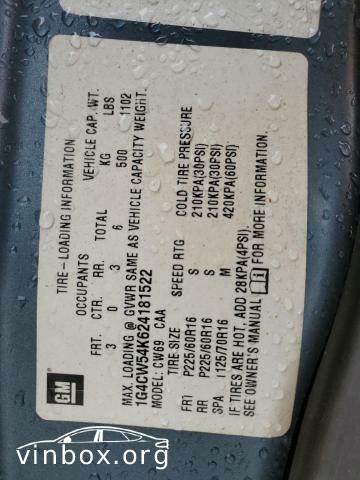 TIRE-LOADING INFORMATION
OCCUPANTS VEHICLE CAP. WT.
FRT. CTR. RR. TOTAL KG LBS
3 0 3 6 500 1102
MAX. LOADING @ GVWR SAME AS VEHICLE CAPACITY WEIGHT.
1G4CW54K624181522
MODEL: CW69 CAA
TIRE-SIZE SPEED RTG COLD TIRE PRESSURE
FRT P225/60R16 S 210KPA(30PSI)
RR P225/60R16 S 210KPA(30PSI)
SPA T125/70R16 M 420KPA(60PSI)
IF TIRES ARE HOT, ADD 28KPA(4PSI).
SEE OWNER'S MANUAL FOR MORE INFORMATION.
GM
vinbox.org